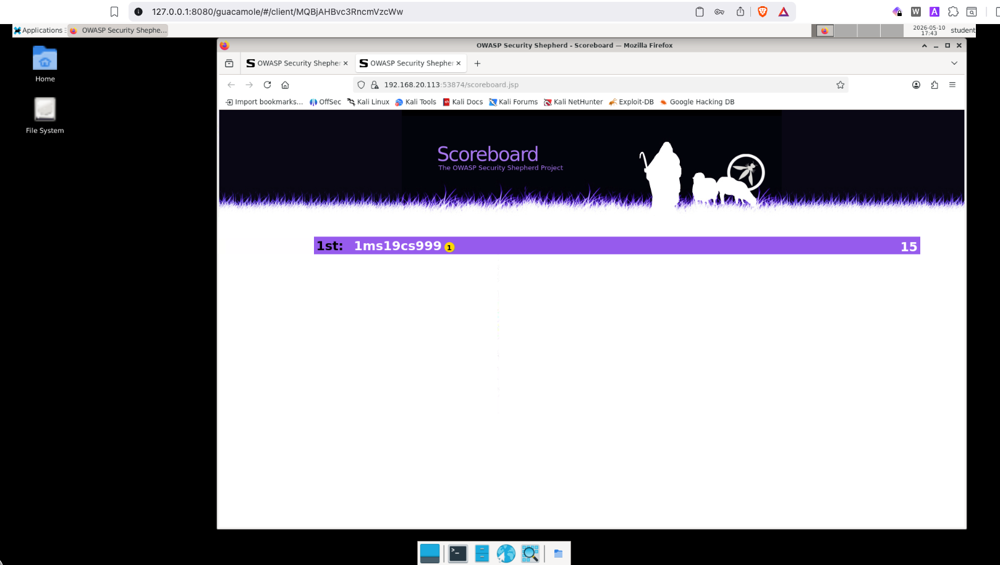 127.0.0.1:8080/guacamole/#/client/MQBjAHBvc3RncmVzcWw
Applications
OWASP Security Shephe...
2026-05-10
17:43
student
Home
File System
OWASP Security Shepherd - Scoreboard — Mozilla Firefox
OWASP Security Shepher
OWASP Security Shepher
192.168.20.113:53874/scoreboard.jsp
Import bookmarks...
OffSec
Kali Linux
Kali Tools
Kali Docs
Kali Forums
Kali NetHunter
Exploit-DB
Google Hacking DB
Scoreboard
The OWASP Security Shepherd Project
1st: 1ms19cs999 1 15